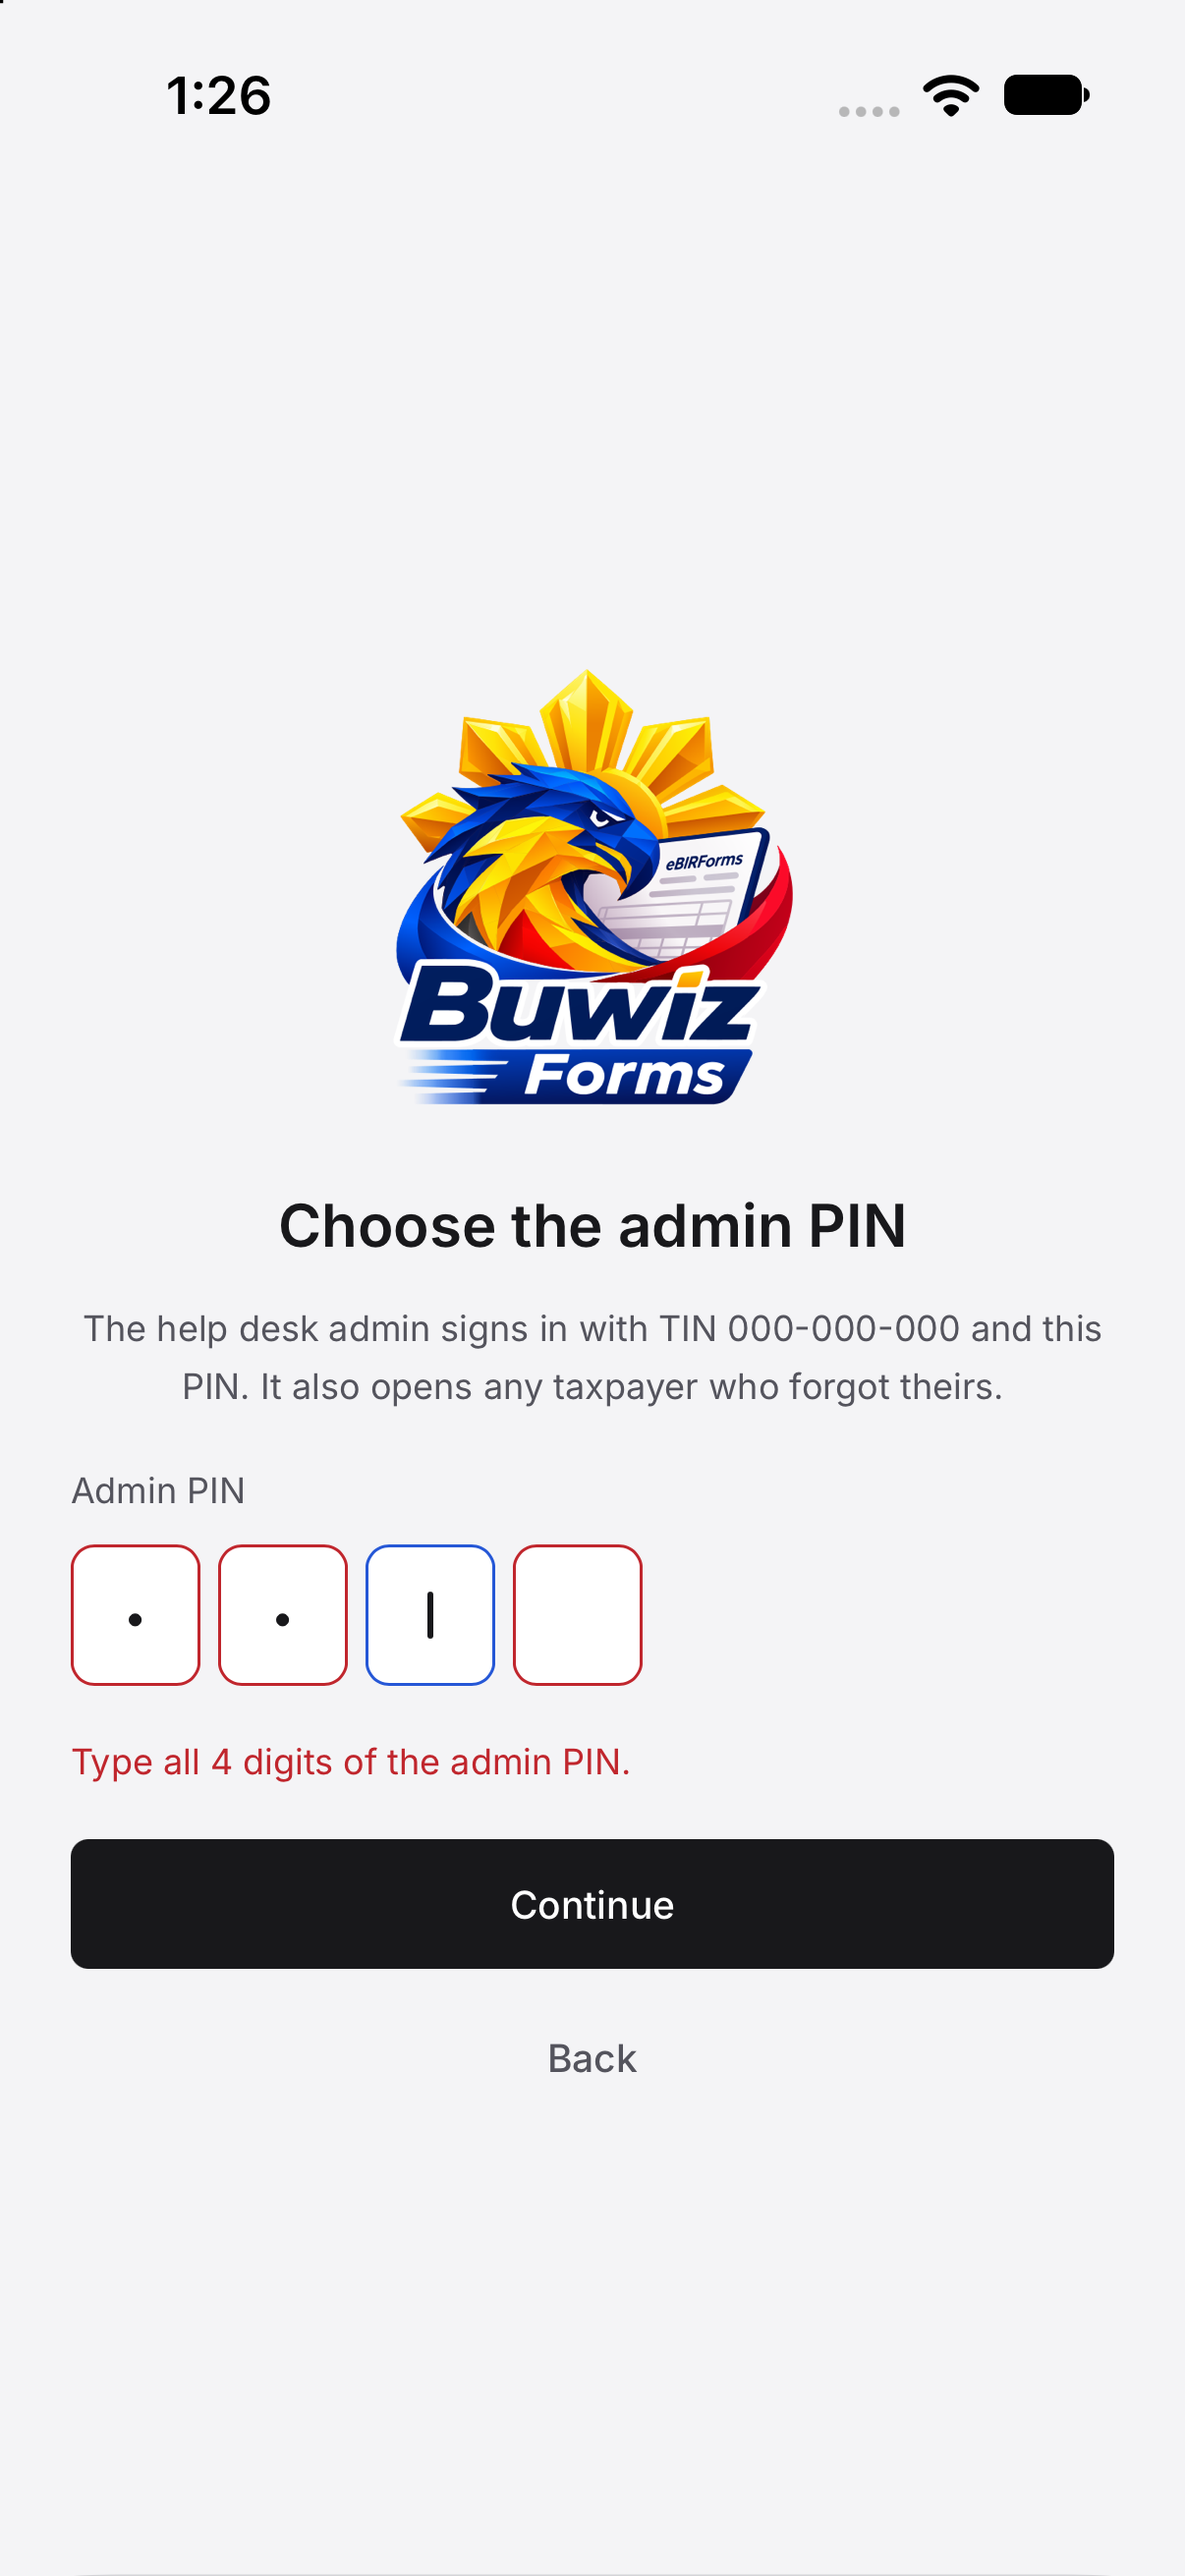 1:26
eBIRForms
Buwiz
Forms
Choose the admin PIN
The help desk admin signs in with TIN 000-000-000 and this
PIN. It also opens any taxpayer who forgot theirs.
Admin PIN
Type all 4 digits of the admin PIN.
Continue
Back